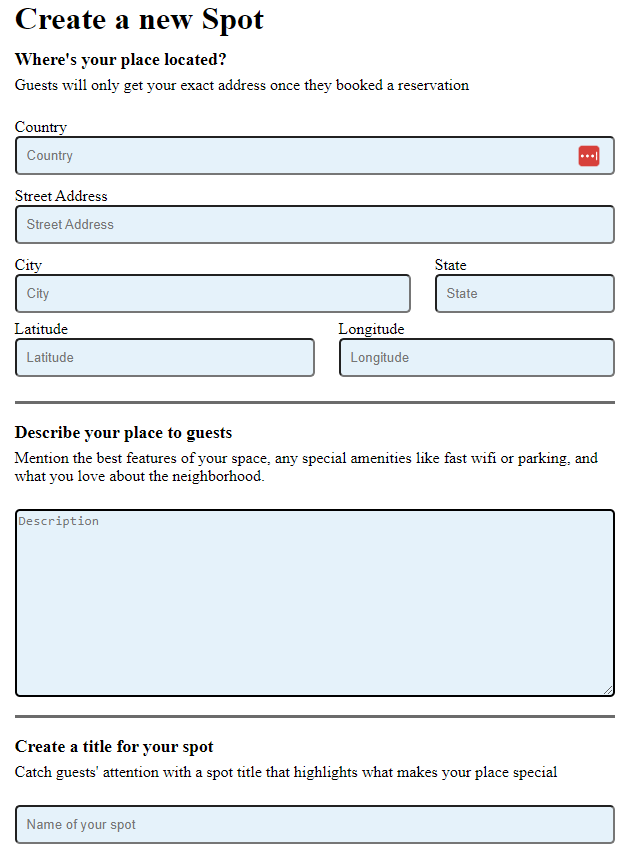 Create a new Spot
Where's your place located?
Guests will only get your exact address once they booked a reservation
Country
Country
Street Address
Street Address
City State
City State
Latitude Longitude
Latitude Longitude
Describe your place to guests
Mention the best features of your space, any special amenities like fast wifi or parking, and
what you love about the neighborhood.
Description
Create a title for your spot
Catch guests' attention with a spot title that highlights what makes your place special
Name of your spot